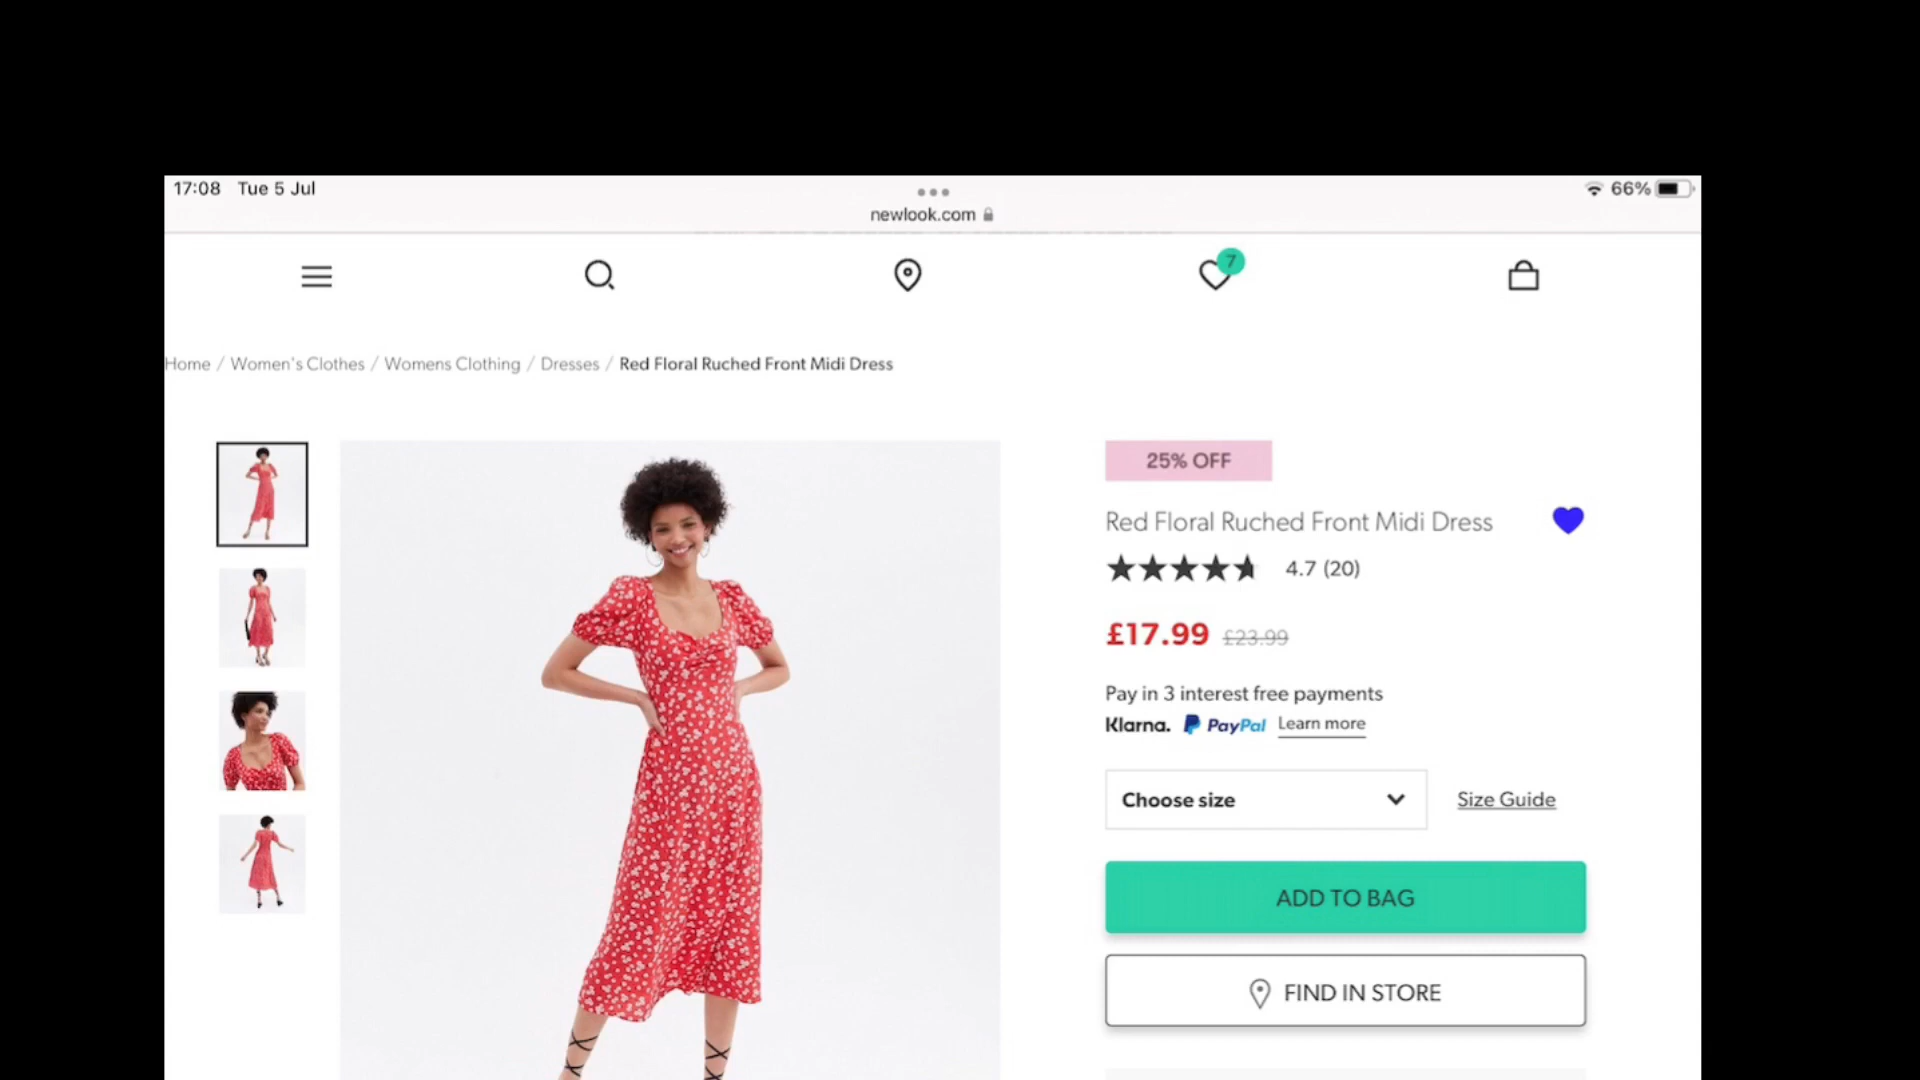 17:08 Tue 5 Jul
66%
newlook.com
7
Home / Women's Clothes / Womens Clothing / Dresses / Red Floral Ruched Front Midi Dress
25% OFF
Red Floral Ruched Front Midi Dress
4.7 (20)
£17.99 £23.99
Pay in 3 interest free payments
Klarna. PayPal Learn more
Choose size
Size Guide
ADD TO BAG
FIND IN STORE